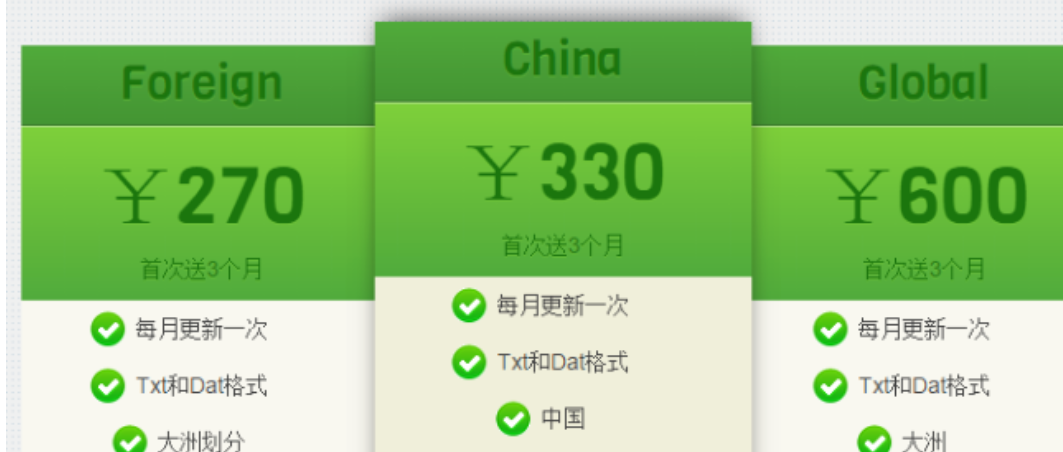 Foreign
¥270
首次送3个月
每月更新一次
Txt和Dat格式
大洲划分
China
¥330
首次送3个月
每月更新一次
Txt和Dat格式
中国
Global
¥600
首次送3个月
每月更新一次
Txt和Dat格式
大洲